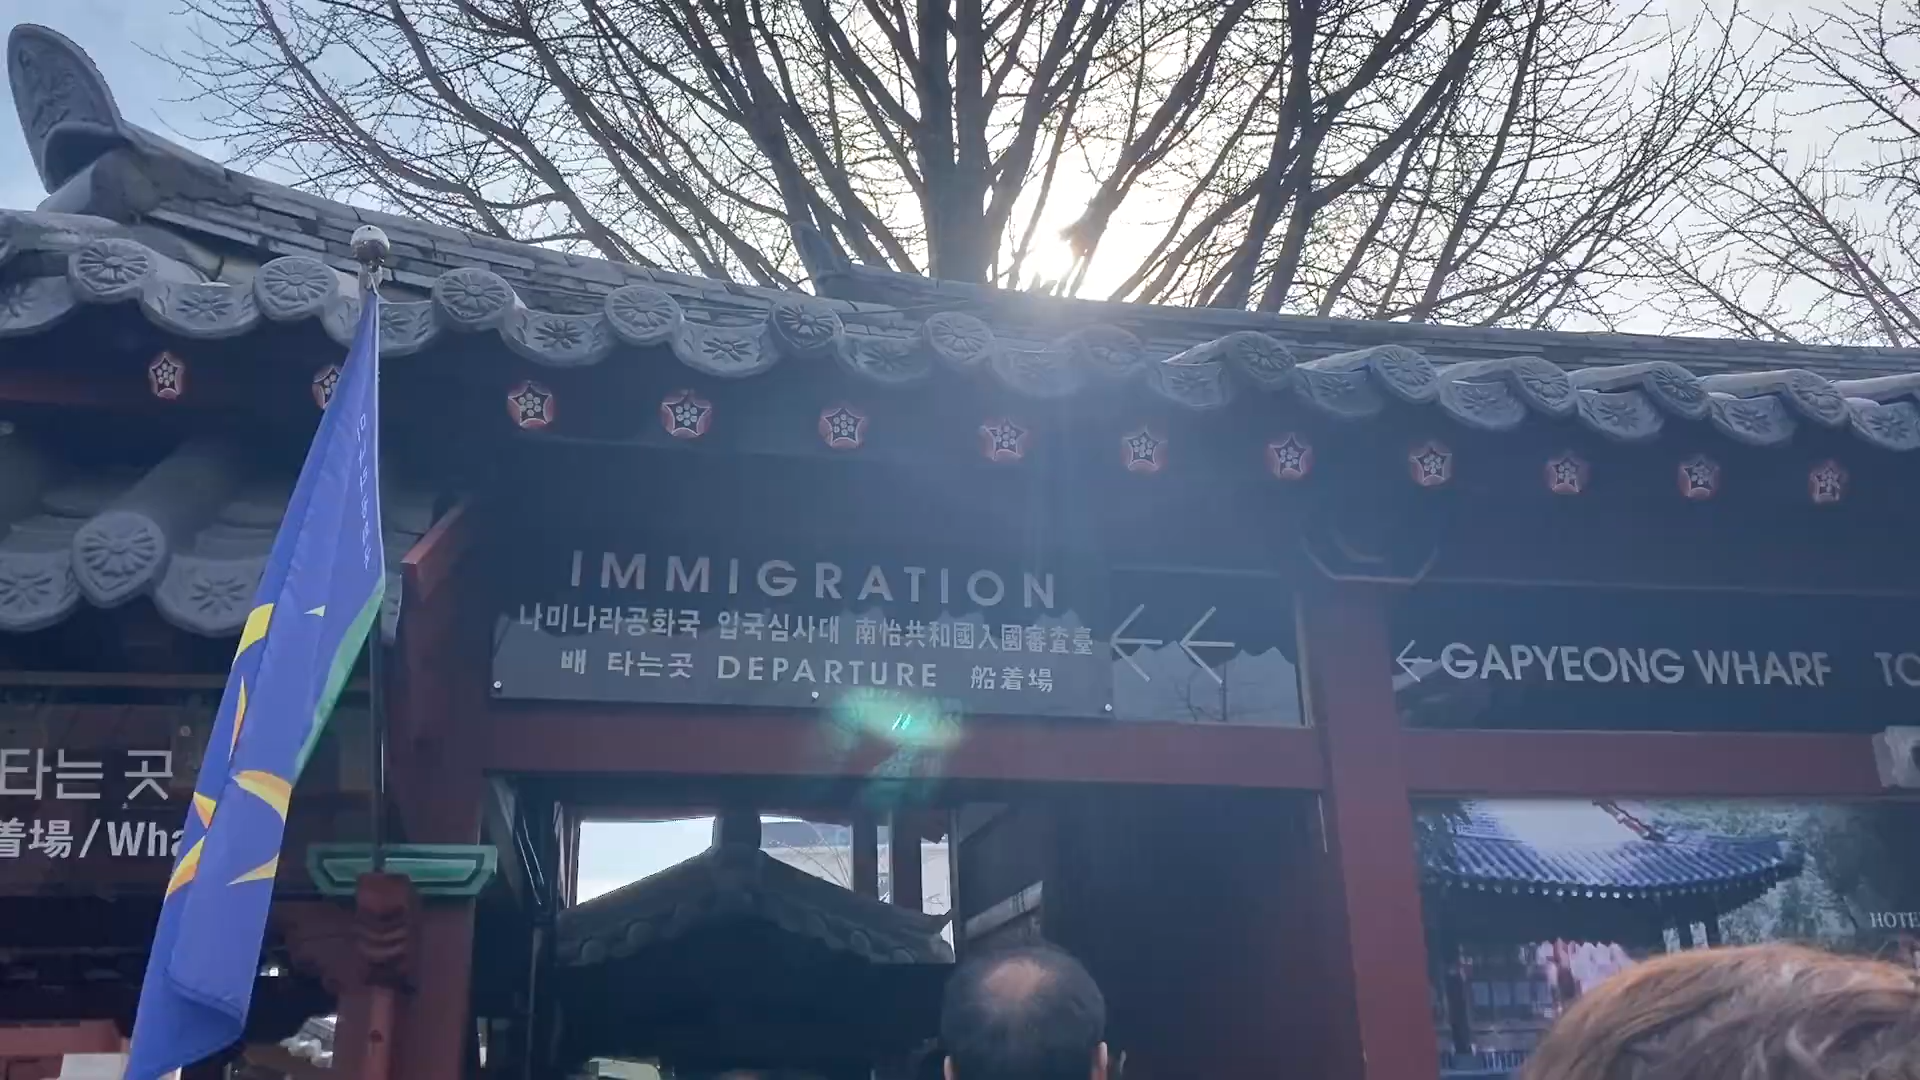 IMMIGRATION
나미나라공화국 입국심사대 南怡共和國入國審査臺
배 타는곳 DEPARTURE 船着場
GAPYEONG WHARF TO
타는 곳
着場/Wha
HOTE